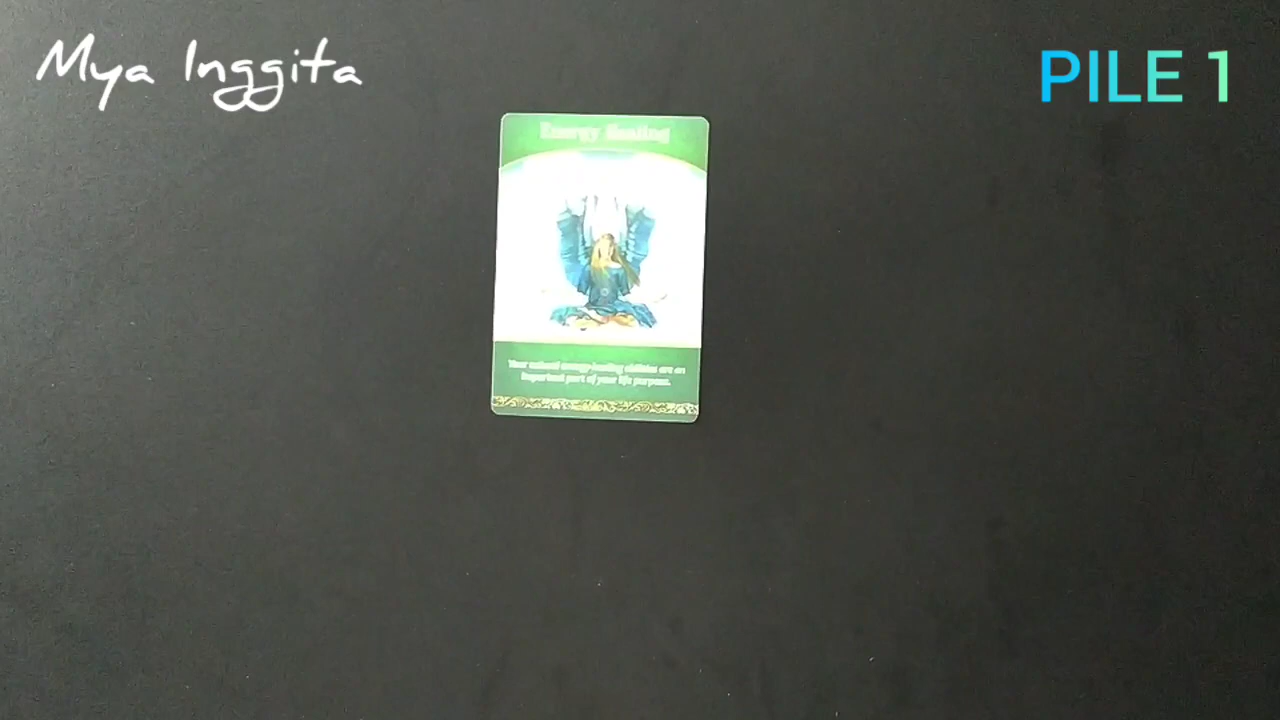 Mya Inggita
PILE 1
Energy Healing
Your natural energy-healing abilities are an
important part of your life purpose.